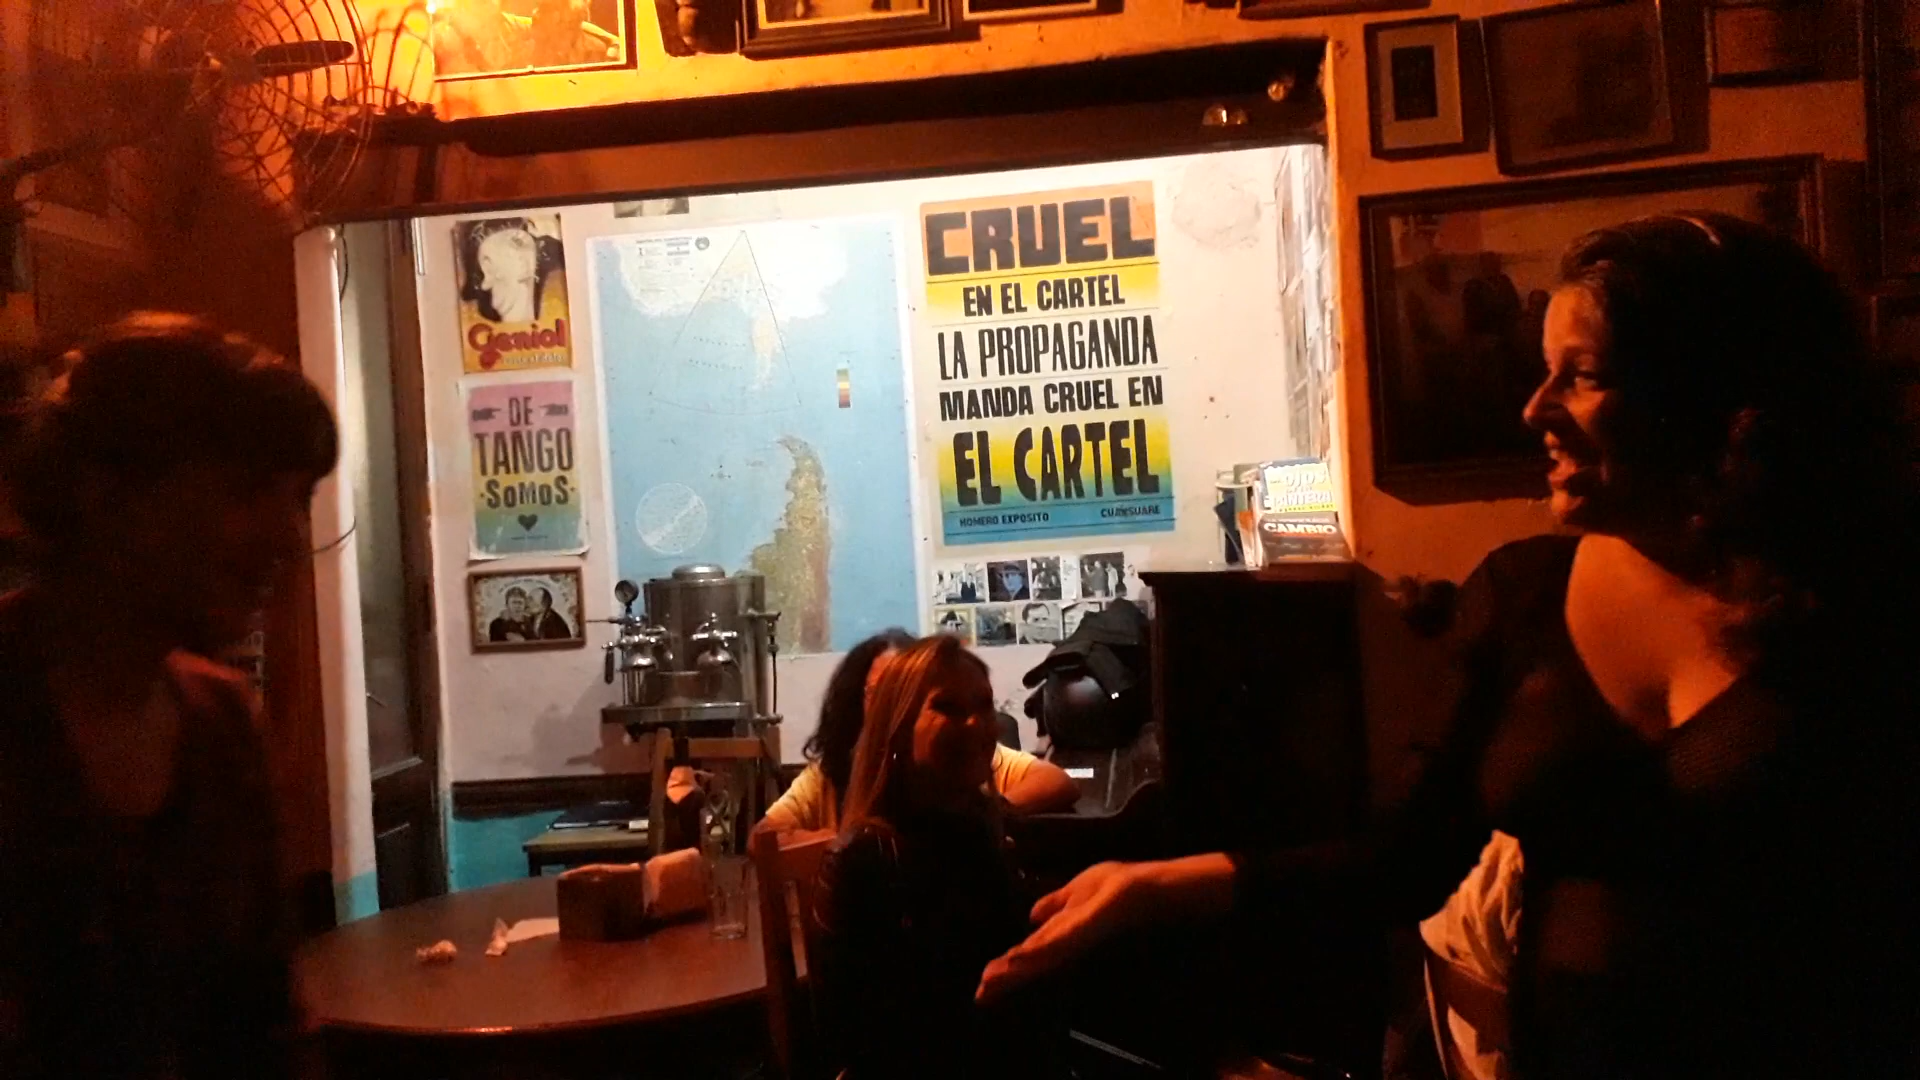 Geniol
DE
TANGO
·SOMOS·
CRUEL
EN EL CARTEL
LA PROPAGANDA
MANDA CRUEL EN
EL CARTEL
HOMERO EXPOSITO
CAMBIO